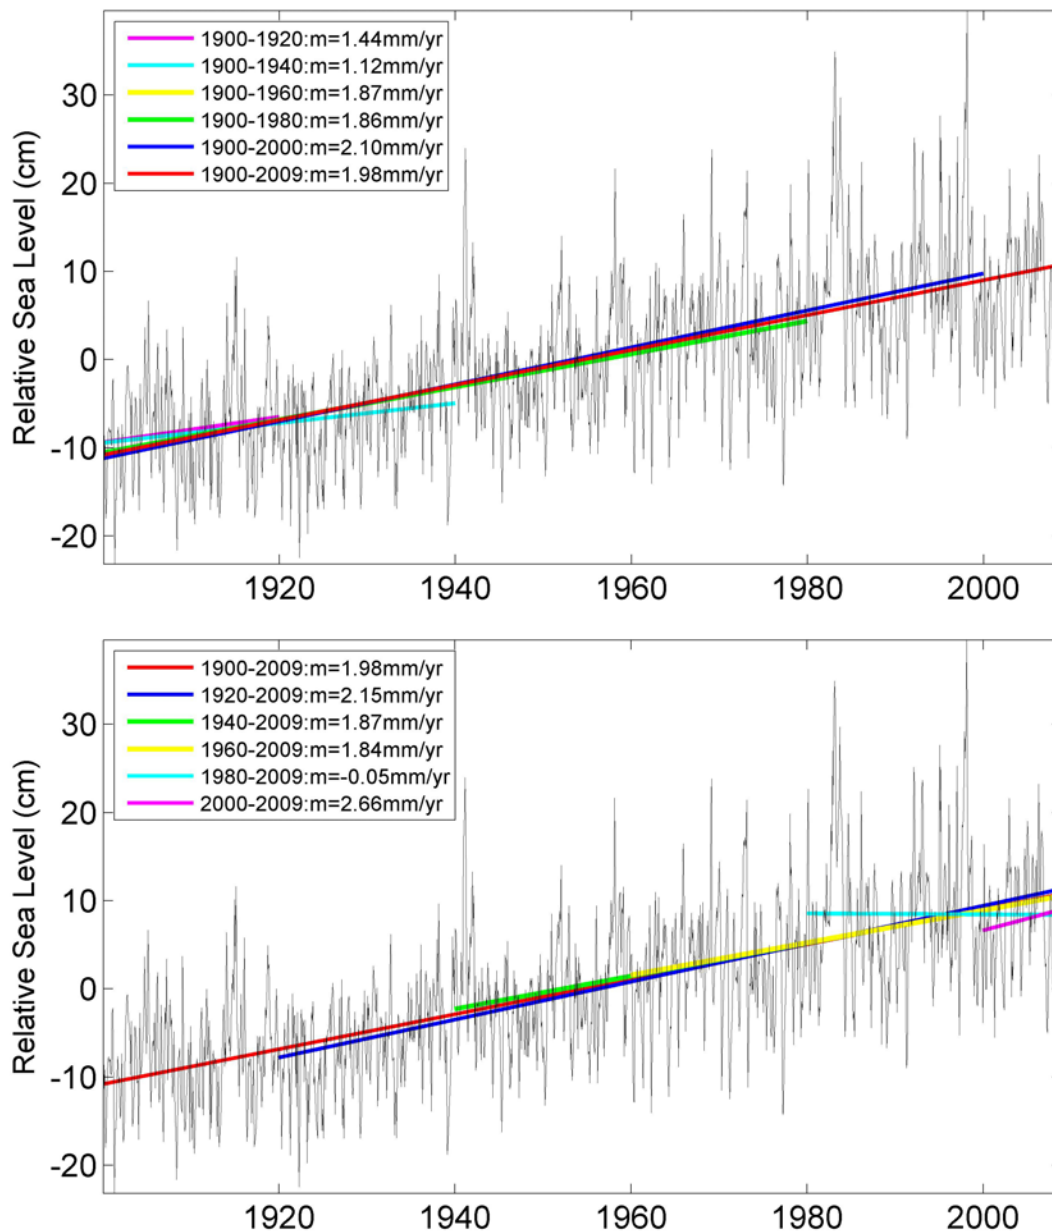 1900-1920:m=1.44mm/yr
1900-1940:m=1.12mm/yr
1900-1960:m=1.87mm/yr
1900-1980:m=1.86mm/yr
1900-2000:m=2.10mm/yr
1900-2009:m=1.98mm/yr
Relative Sea Level (cm)
30
20
10
0
-10
-20
1920 1940 1960 1980 2000
1900-2009:m=1.98mm/yr
1920-2009:m=2.15mm/yr
1940-2009:m=1.87mm/yr
1960-2009:m=1.84mm/yr
1980-2009:m=-0.05mm/yr
2000-2009:m=2.66mm/yr
Relative Sea Level (cm)
30
20
10
0
-10
-20
1920 1940 1960 1980 2000